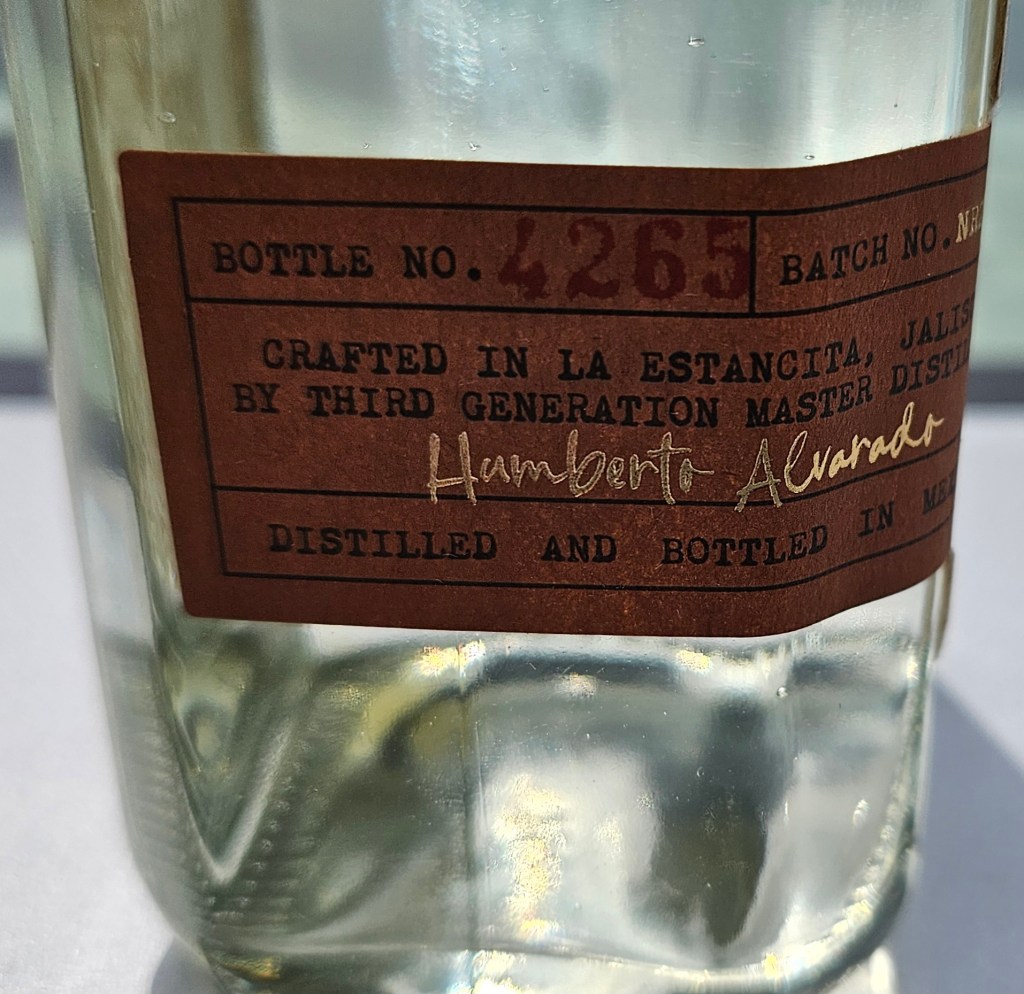 BOTTLE NO. 4265 BATCH NO.
CRAFTED IN LA ESTANCITA,
BY THIRD GENERATION MASTER
Humberto Alvarado
DISTILLED AND BOTTLED IN